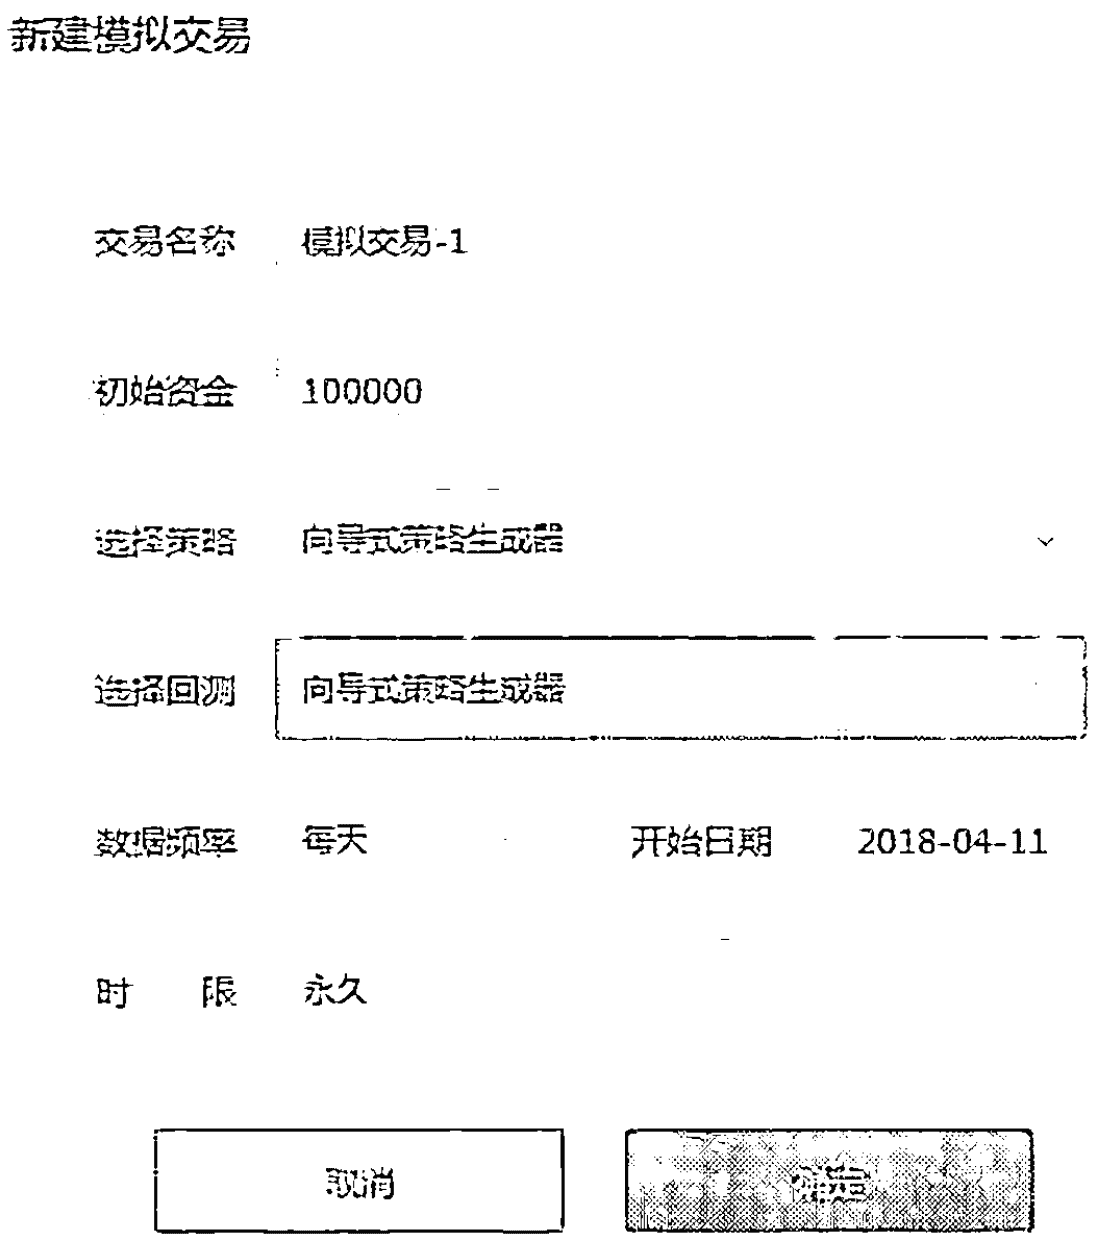 新建模拟交易
交易名称 模拟交易-1
初始资金 100000
选择策略 向导式策略生成器
选择回测 向导式策略生成器
数据频率 每天 开始日期 2018-04-11
时 限 永久
取消